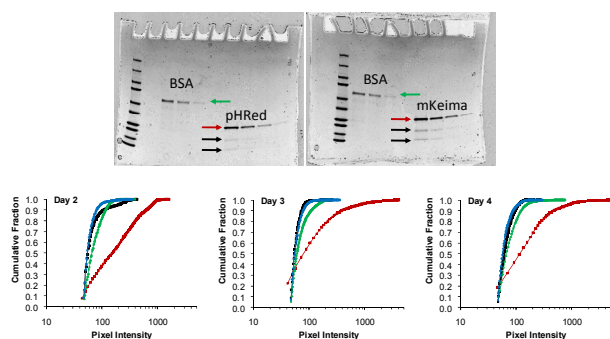 BSA
pHRed
BSA
mKeima
Day 2
1.0
0.9
0.8
0.7
0.6
0.5
0.4
0.3
0.2
0.1
0.0
Cumulative Fraction
10 100 1000
Pixel Intensity
Day 3
1.0
0.9
0.8
0.7
0.6
0.5
0.4
0.3
0.2
0.1
0.0
Cumulative Fraction
10 100 1000
Pixel Intensity
Day 4
1.0
0.9
0.8
0.7
0.6
0.5
0.4
0.3
0.2
0.1
0.0
Cumulative Fraction
10 100 1000
Pixel Intensity